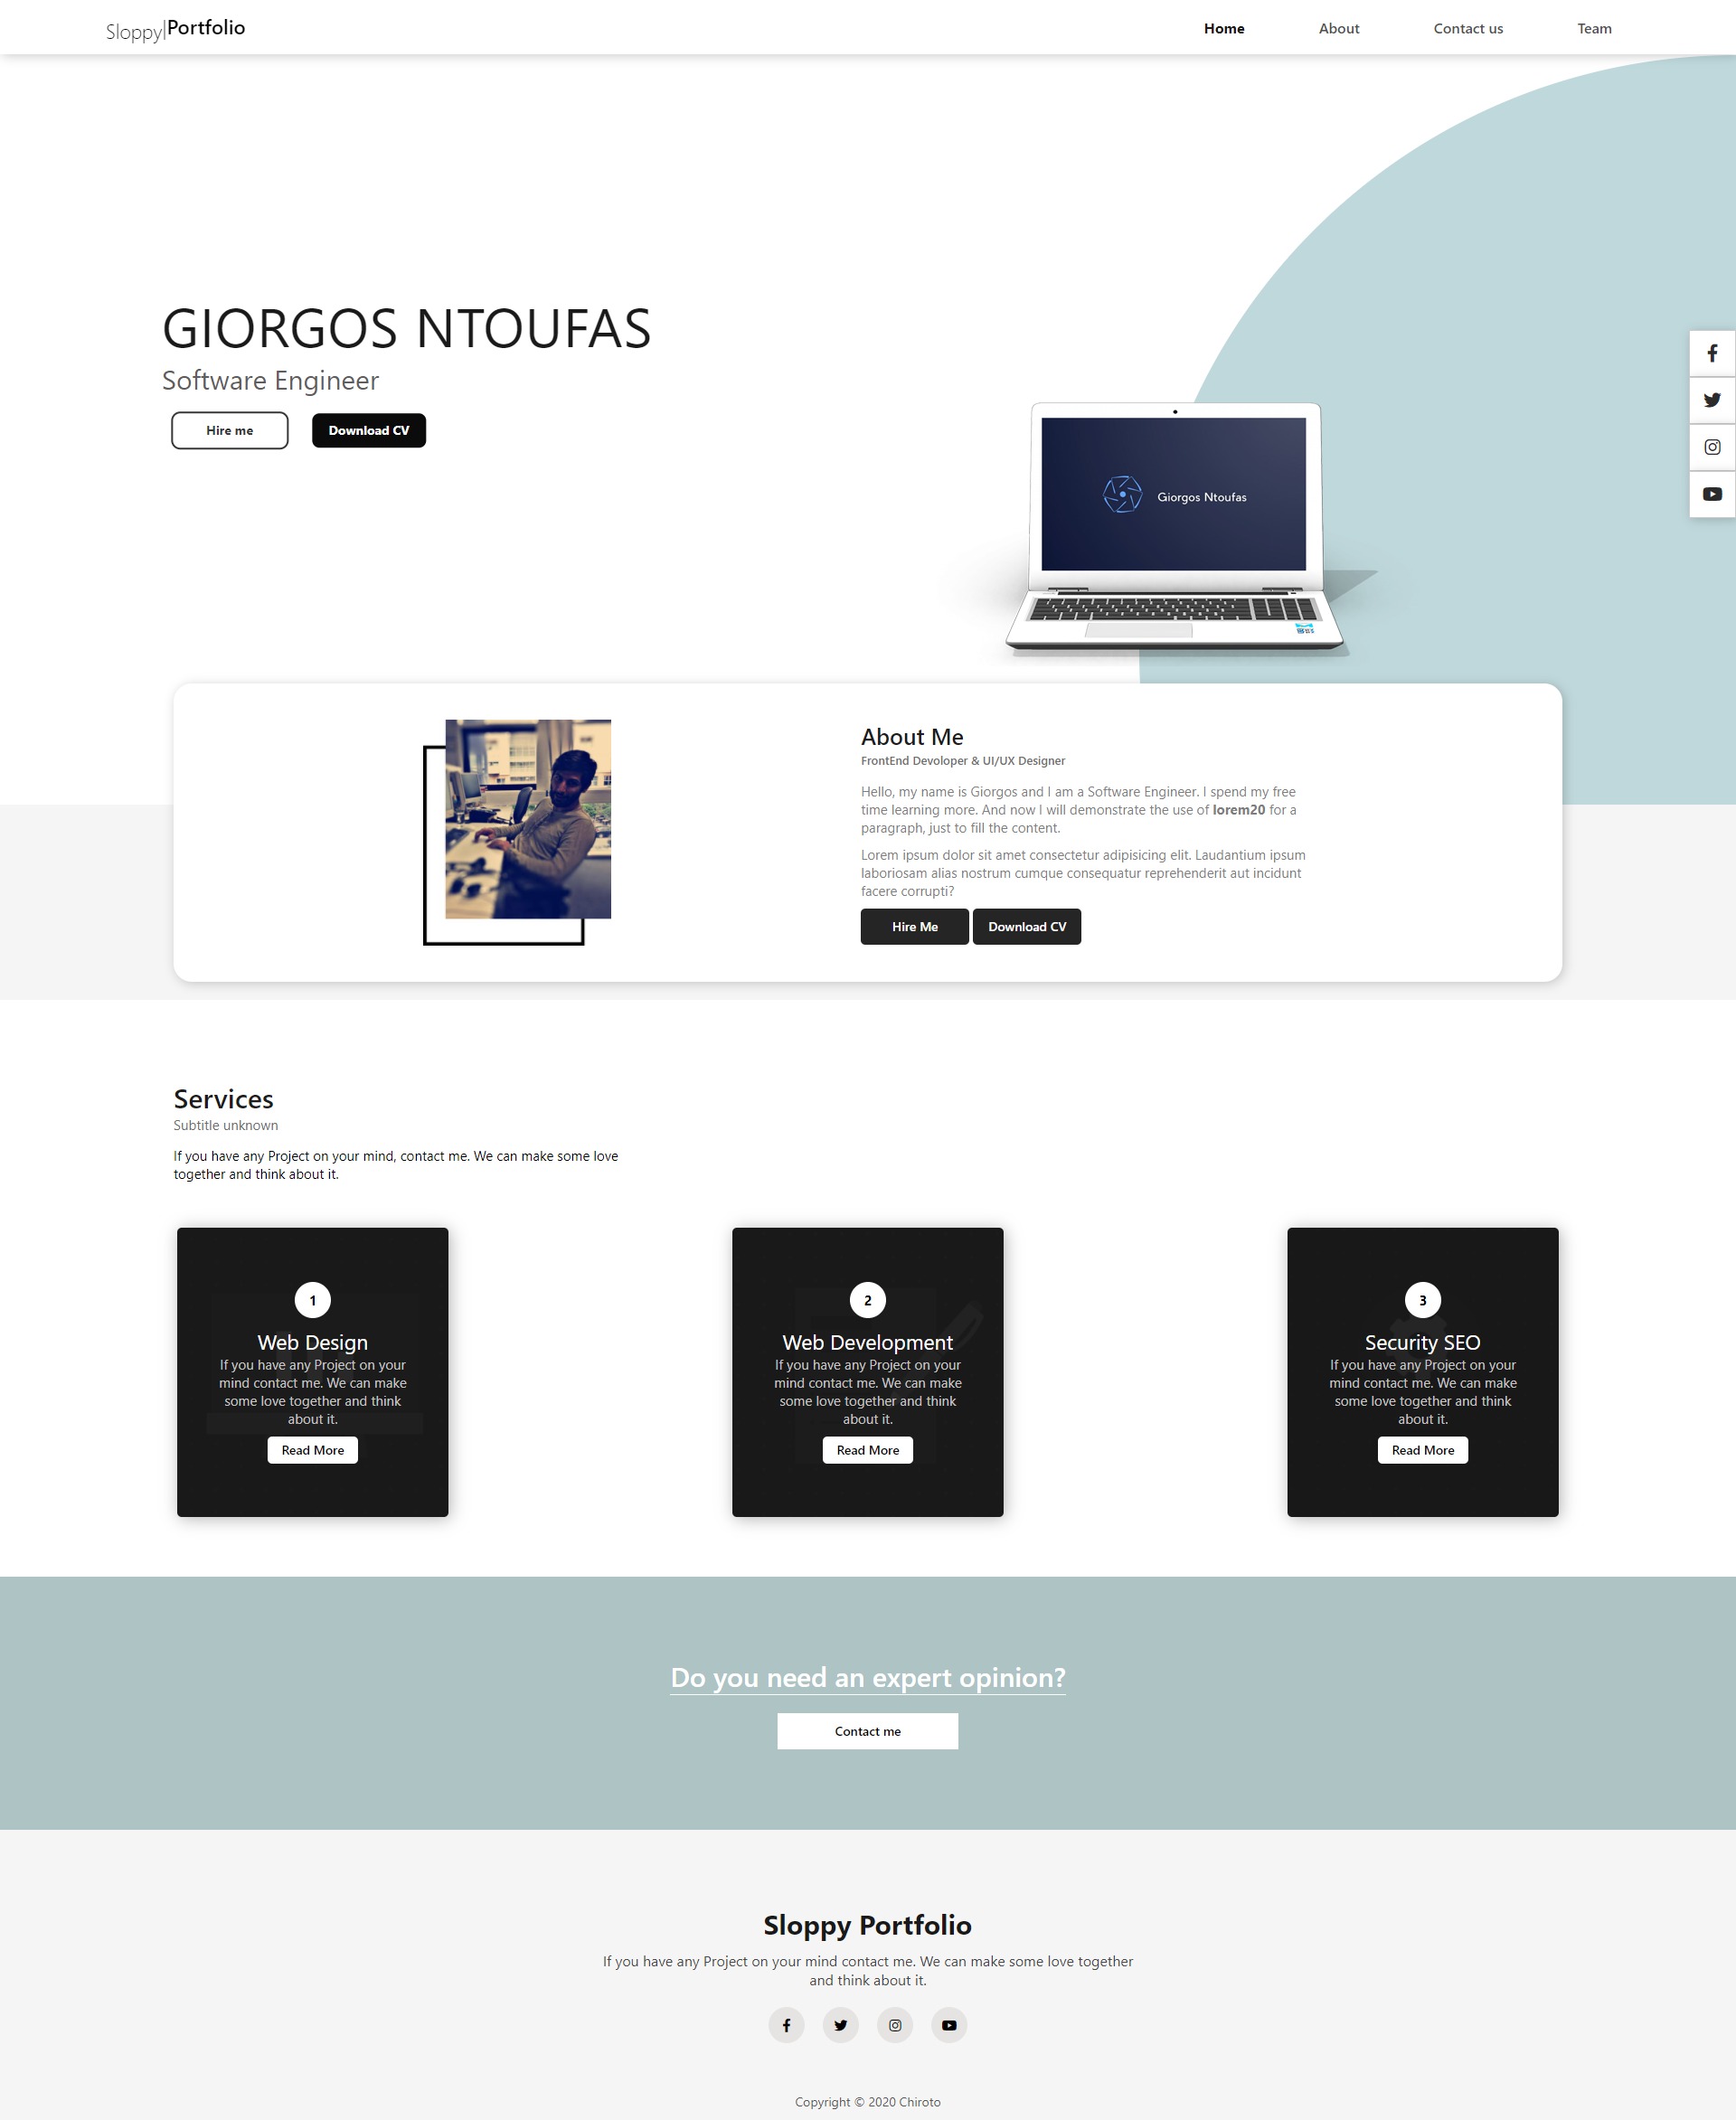 Sloppy|Portfolio
Home
About
Contact us
Team
GIORGOS NTOUFAS
Software Engineer
Hire me
Download CV
Giorgos Ntoufas
About Me
FrontEnd Devoloper & UI/UX Designer
Hello, my name is Giorgos and I am a Software Engineer. I spend my free
time learning more. And now I will demonstrate the use of lorem20 for a
paragraph, just to fill the content.
Lorem ipsum dolor sit amet consectetur adipisicing elit. Laudantium ipsum
laboriosam alias nostrum cumque consequatur reprehenderit aut incidunt
facere corrupti?
Hire Me
Download CV
Services
Subtitle unknown
If you have any Project on your mind, contact me. We can make some love
together and think about it.
1
Web Design
If you have any Project on your
mind contact me. We can make
some love together and think
about it.
Read More
2
Web Development
If you have any Project on your
mind contact me. We can make
some love together and think
about it.
Read More
3
Security SEO
If you have any Project on your
mind contact me. We can make
some love together and think
about it.
Read More
Do you need an expert opinion?
Contact me
Sloppy Portfolio
If you have any Project on your mind contact me. We can make some love together
and think about it.
Copyright © 2020 Chiroto